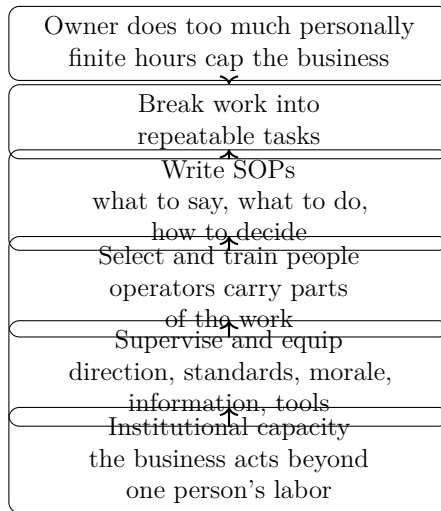 Owner does too much personally
finite hours cap the business
Break work into
repeatable tasks
Write SOPs
what to say, what to do,
how to decide
Select and train people
operators carry parts
of the work
Supervise and equip
direction, standards, morale,
information, tools
Institutional capacity
the business acts beyond
one person's labor